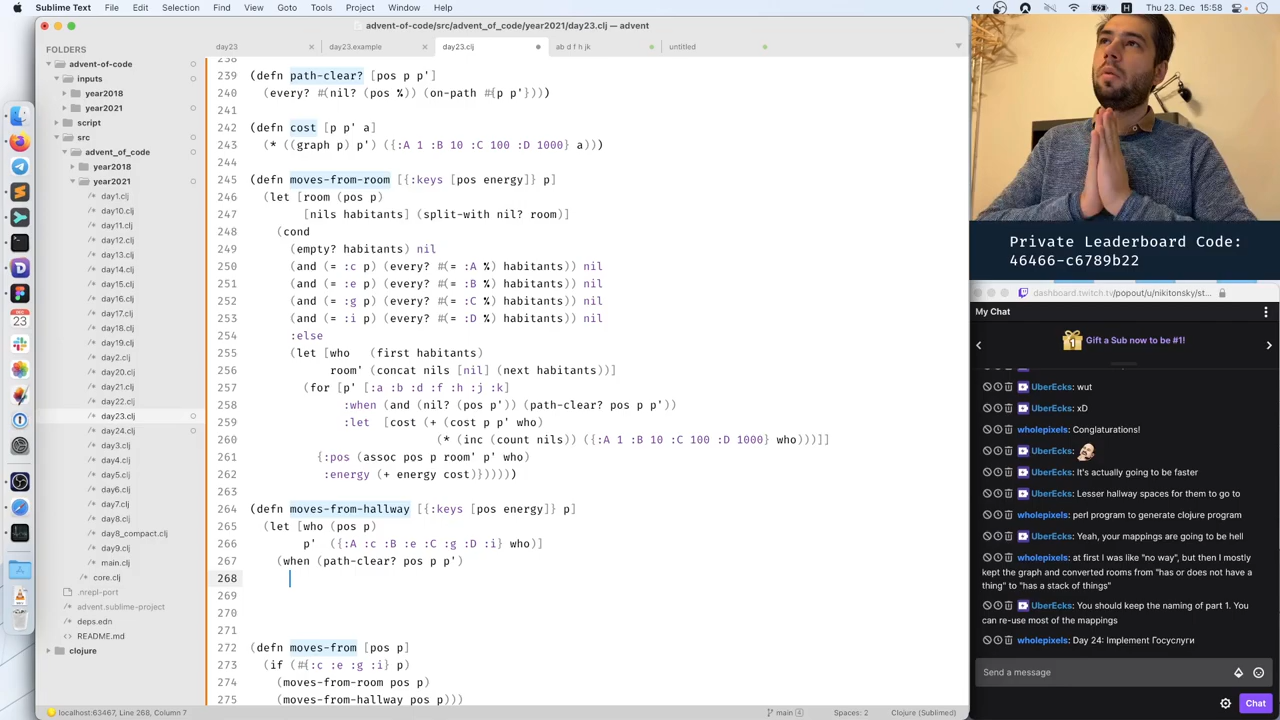 Sublime Text File Edit Selection Find View Goto Tools Project Window Help
Thu 23. Dec 15:58
advent-of-code/src/advent_of_code/year2021/day23.clj — advent
FOLDERS
advent-of-code
inputs
year2018
year2021
script
src
advent_of_code
year2018
year2021
day1.clj
day10.clj
day11.clj
day12.clj
day13.clj
day14.clj
day15.clj
day16.clj
day17.clj
day18.clj
day19.clj
day2.clj
day20.clj
day21.clj
day22.clj
day23.clj
day24.clj
day3.clj
day4.clj
day5.clj
day6.clj
day7.clj
day8.clj
day8_compact.clj
day9.clj
main.clj
core.clj
.nrepl-port
advent.sublime-project
deps.edn
README.md
clojure
day23 day23.example day23.clj ab d f h jk untitled
238
239 (defn path-clear? [pos p p']
240 (every? #(nil? (pos %)) (on-path #{p p'})))
241
242 (defn cost [p p' a]
243 (* ((graph p) p') ({:A 1 :B 10 :C 100 :D 1000} a)))
244
245 (defn moves-from-room [{:keys [pos energy]} p]
246 (let [room (pos p)
247 [nils habitants] (split-with nil? room)]
248 (cond
249 (empty? habitants) nil
250 (and (= :c p) (every? #(= :A %)) habitants)) nil
251 (and (= :e p) (every? #(= :B %)) habitants)) nil
252 (and (= :g p) (every? #(= :C %)) habitants)) nil
253 (and (= :i p) (every? #(= :D %)) habitants)) nil
254 :else
255 (let [who (first habitants)
256 room' (concat nils [nil] (next habitants))]
257 (for [p' [:a :b :d :f :h :j :k]
258 :when (and (nil? (pos p')) (path-clear? pos p p'))
259 :let [cost (+ (cost p p' who)
260 (* (inc (count nils)) ({:A 1 :B 10 :C 100 :D 1000} who)))]]
261 {:pos (assoc pos p room' p' who)
262 :energy (+ energy cost)})))))
263
264 (defn moves-from-hallway [{:keys [pos energy]} p]
265 (let [who (pos p)
266 p' ({:A :c :B :e :C :g :D :i} who)]
267 (when (path-clear? pos p p')
268
269
270
271
272 (defn moves-from [pos p]
273 (if (#{:c :e :g :i} p)
274 (moves-from-room pos p)
275 (moves-from-hallway pos p)))
localhost:63467, Line 268, Column 7 main 4 Spaces: 2 Clojure (Sublimed)
Private Leaderboard Code:
46466-c6789b22
dashboard.twitch.tv/popout/u/nikitonsky/st...
My Chat
Gift a Sub now to be #1!
UberEcks: wut
UberEcks: xD
wholepixels: Conglaturations!
UberEcks:
UberEcks: It's actually going to be faster
UberEcks: Lesser hallway spaces for them to go to
wholepixels: perl program to generate clojure program
UberEcks: Yeah, your mappings are going to be hell
wholepixels: at first I was like "no way", but then I mostly
kept the graph and converted rooms from "has or does not have a
thing" to "has a stack of things"
UberEcks: You should keep the naming of part 1. You
can re-use most of the mappings
wholepixels: Day 24: Implement Госуслуги
Send a message
Chat